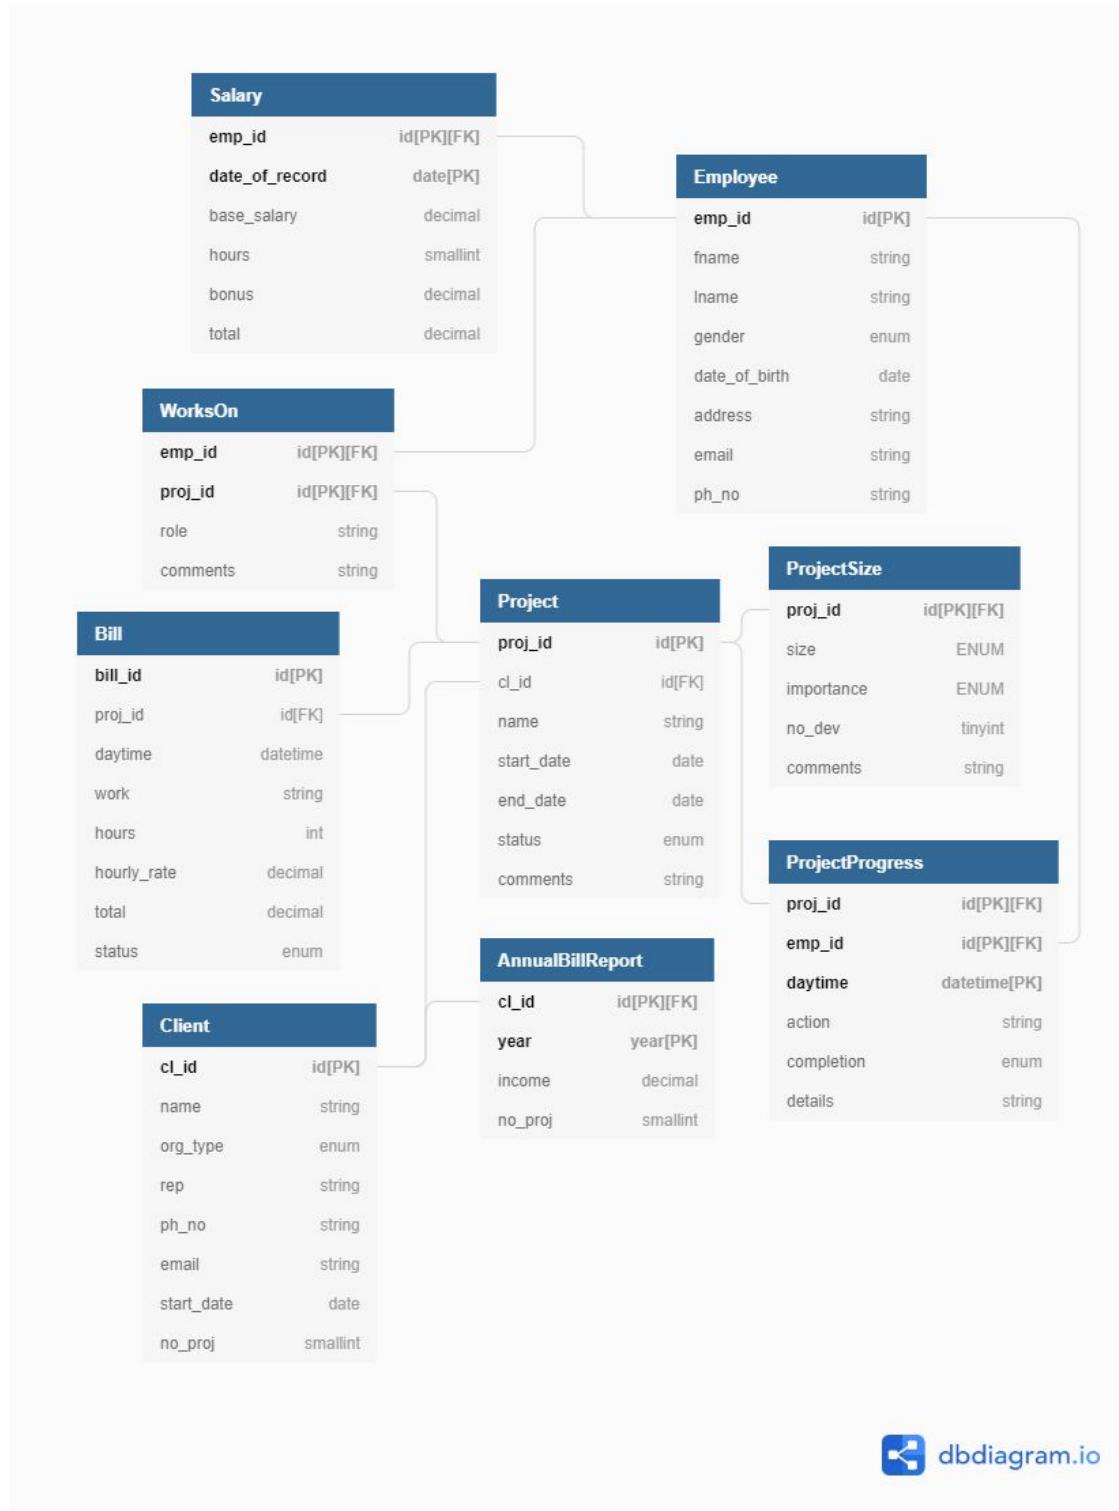 Salary
emp_id id[PK][FK]
date_of_record date[PK]
base_salary decimal
hours smallint
bonus decimal
total decimal
Employee
emp_id id[PK]
fname string
lname string
gender enum
date_of_birth date
address string
email string
ph_no string
WorksOn
emp_id id[PK][FK]
proj_id id[PK][FK]
role string
comments string
ProjectSize
proj_id id[PK][FK]
size ENUM
importance ENUM
no_dev tinyint
comments string
Project
proj_id id[PK]
cl_id id[FK]
name string
start_date date
end_date date
status enum
comments string
Bill
bill_id id[PK]
proj_id id[FK]
daytime datetime
work string
hours int
hourly_rate decimal
total decimal
status enum
ProjectProgress
proj_id id[PK][FK]
emp_id id[PK][FK]
daytime datetime[PK]
action string
completion enum
details string
AnnualBillReport
cl_id id[PK][FK]
year year[PK]
income decimal
no_proj smallint
Client
cl_id id[PK]
name string
org_type enum
rep string
ph_no string
email string
start_date date
no_proj smallint
dbdiagram.io